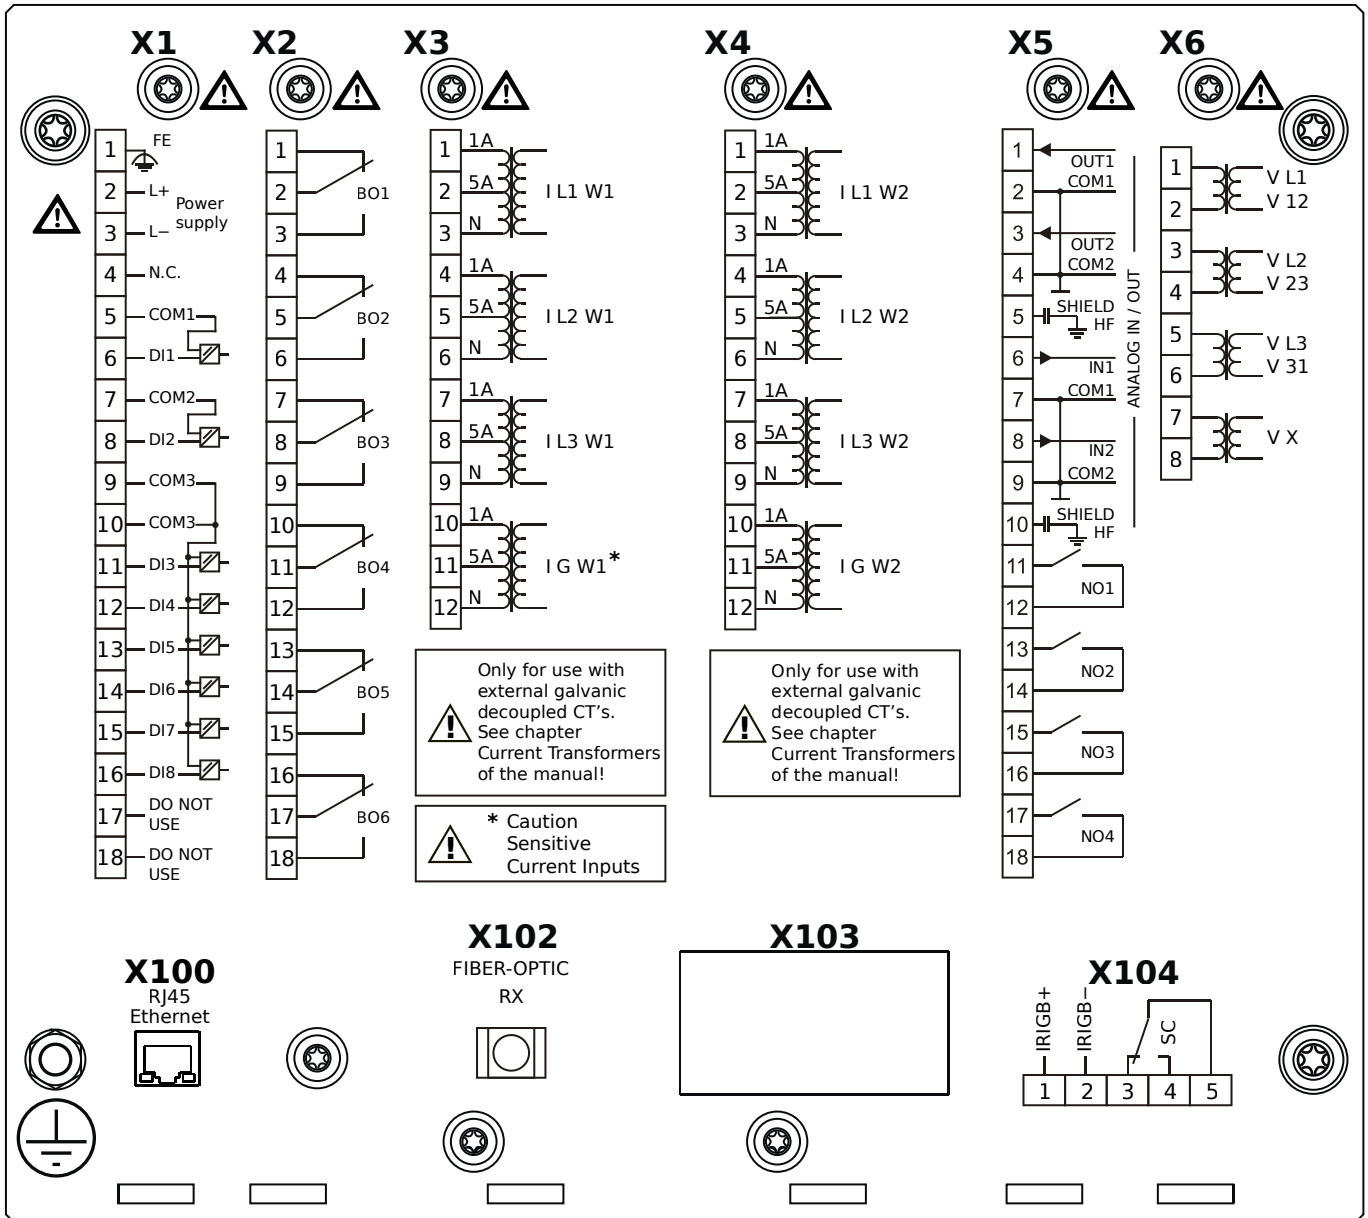 X1
X2
X3
X4
X5
X6
1 FE
2 L+
Power
supply
3 L−
4 N.C.
5 COM1
6 DI1
7 COM2
8 DI2
9 COM3
10 COM3
11 DI3
12 DI4
13 DI5
14 DI6
15 DI7
16 DI8
17 DO NOT
USE
18 DO NOT
USE
1
2 BO1
3
4
5 BO2
6
7
8 BO3
9
10
11 BO4
12
13
14 BO5
15
16
17 BO6
18
1 1A
2 5A I L1 W1
3 N
4 1A
5 5A I L2 W1
6 N
7 1A
8 5A I L3 W1
9 N
10 1A
11 5A I G W1*
12 N
Only for use with
external galvanic
decoupled CT's.
See chapter
Current Transformers
of the manual!
* Caution
Sensitive
Current Inputs
1 1A
2 5A I L1 W2
3 N
4 1A
5 5A I L2 W2
6 N
7 1A
8 5A I L3 W2
9 N
10 1A
11 5A I G W2
12 N
Only for use with
external galvanic
decoupled CT's.
See chapter
Current Transformers
of the manual!
1 OUT1
2 COM1
3 OUT2
4 COM2
5 SHIELD
HF
6 IN1
7 COM1
8 IN2
9 COM2
10 SHIELD
HF
ANALOG IN / OUT
11
NO1
12
13
NO2
14
15
NO3
16
17
NO4
18
1 V L1
2 V 12
3 V L2
4 V 23
5 V L3
6 V 31
7
V X
8
X100
RJ45
Ethernet
X102
FIBER-OPTIC
RX
X103
X104
IRIGB+
IRIGB−
SC
1 2 3 4 5